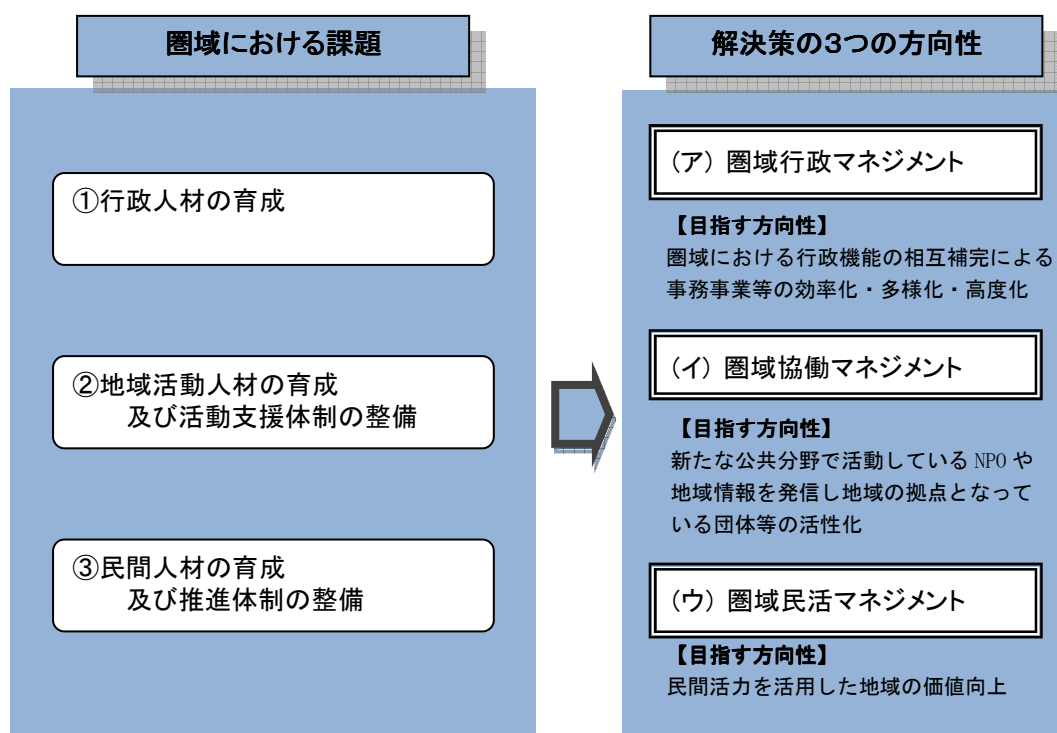 圏域における課題
①行政人材の育成
②地域活動人材の育成
及び活動支援体制の整備
③民間人材の育成
及び推進体制の整備
解決策の3つの方向性
(ア) 圏域行政マネジメント
【目指す方向性】
圏域における行政機能の相互補完による
事務事業等の効率化・多様化・高度化
(イ) 圏域協働マネジメント
【目指す方向性】
新たな公共分野で活動している NPO や
地域情報を発信し地域の拠点となって
いる団体等の活性化
(ウ) 圏域民活マネジメント
【目指す方向性】
民間活力を活用した地域の価値向上